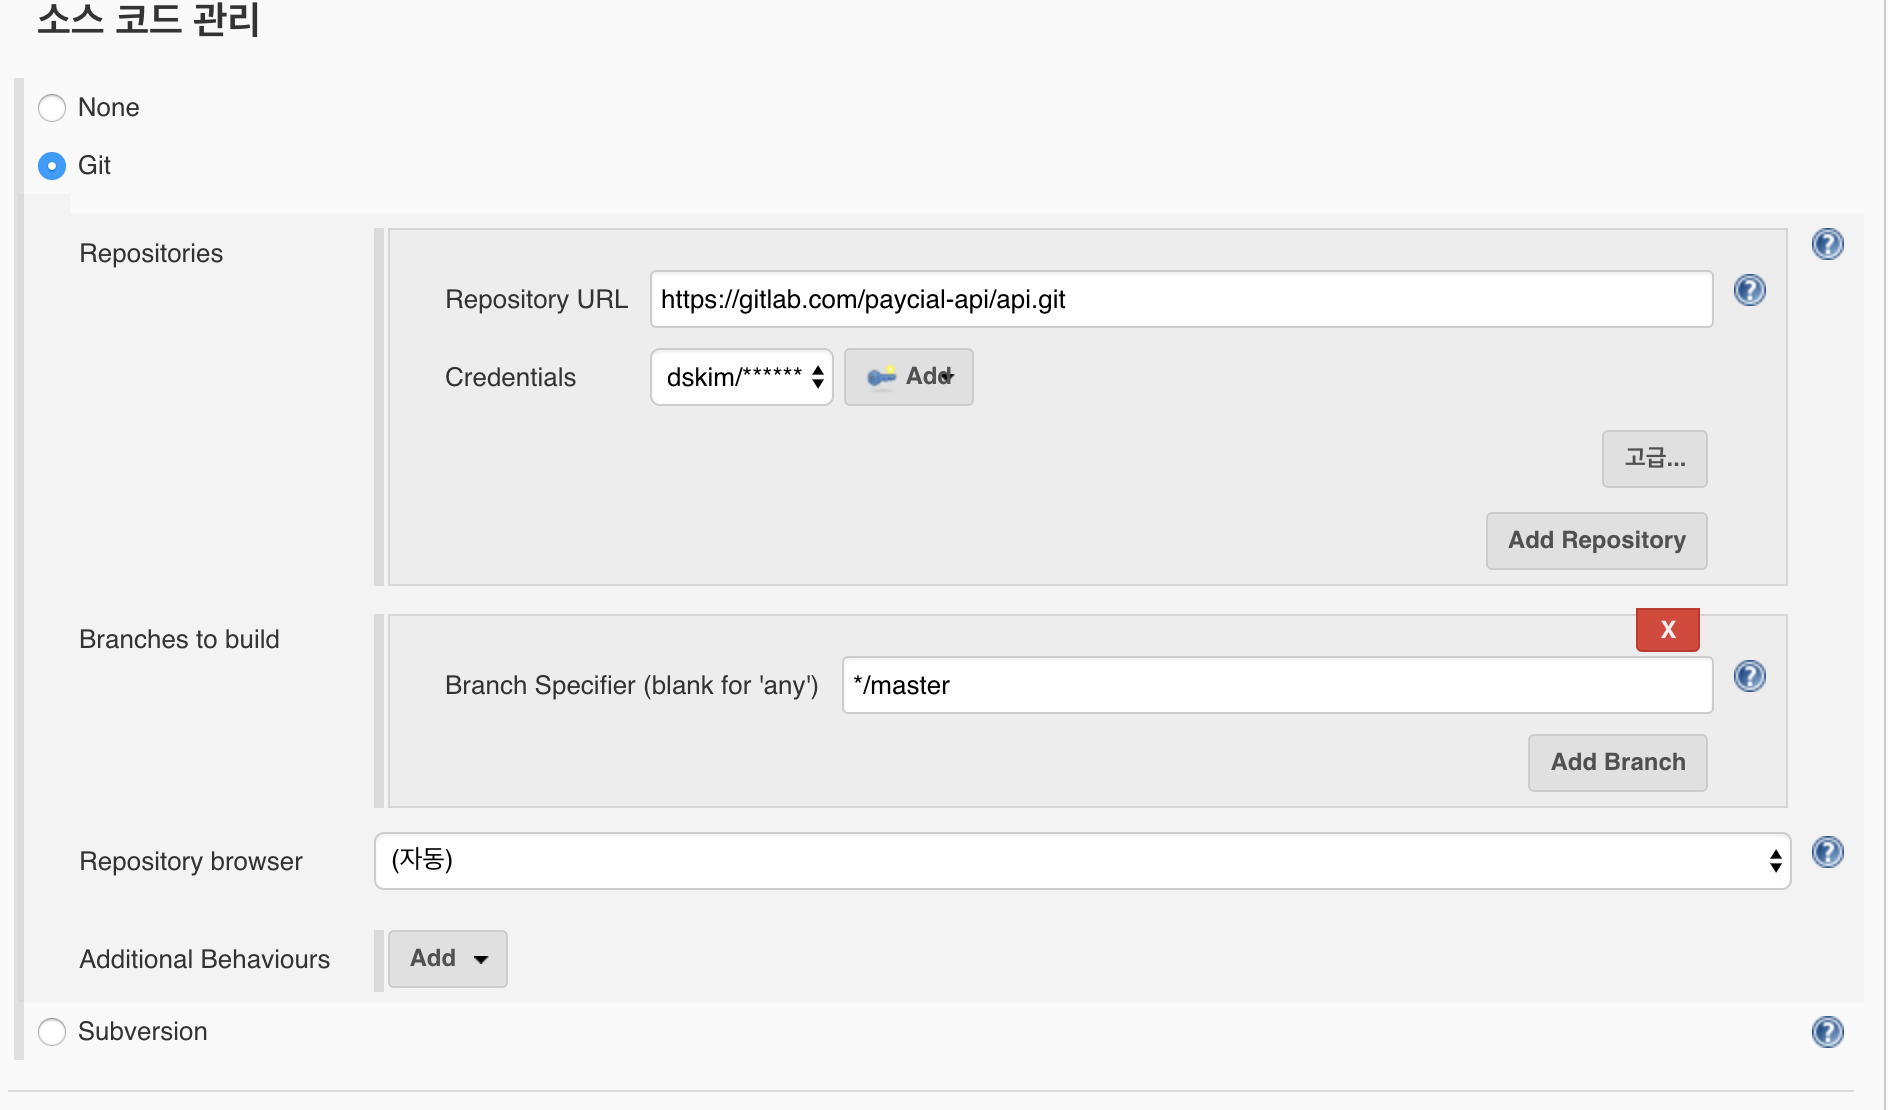 소스 코드 관리
None
Git
Repositories
Repository URL https://gitlab.com/paycial-api/api.git
Credentials dskim/****** Add
고급...
Add Repository
Branches to build
X
Branch Specifier (blank for 'any') */master
Add Branch
Repository browser (자동)
Additional Behaviours Add
Subversion